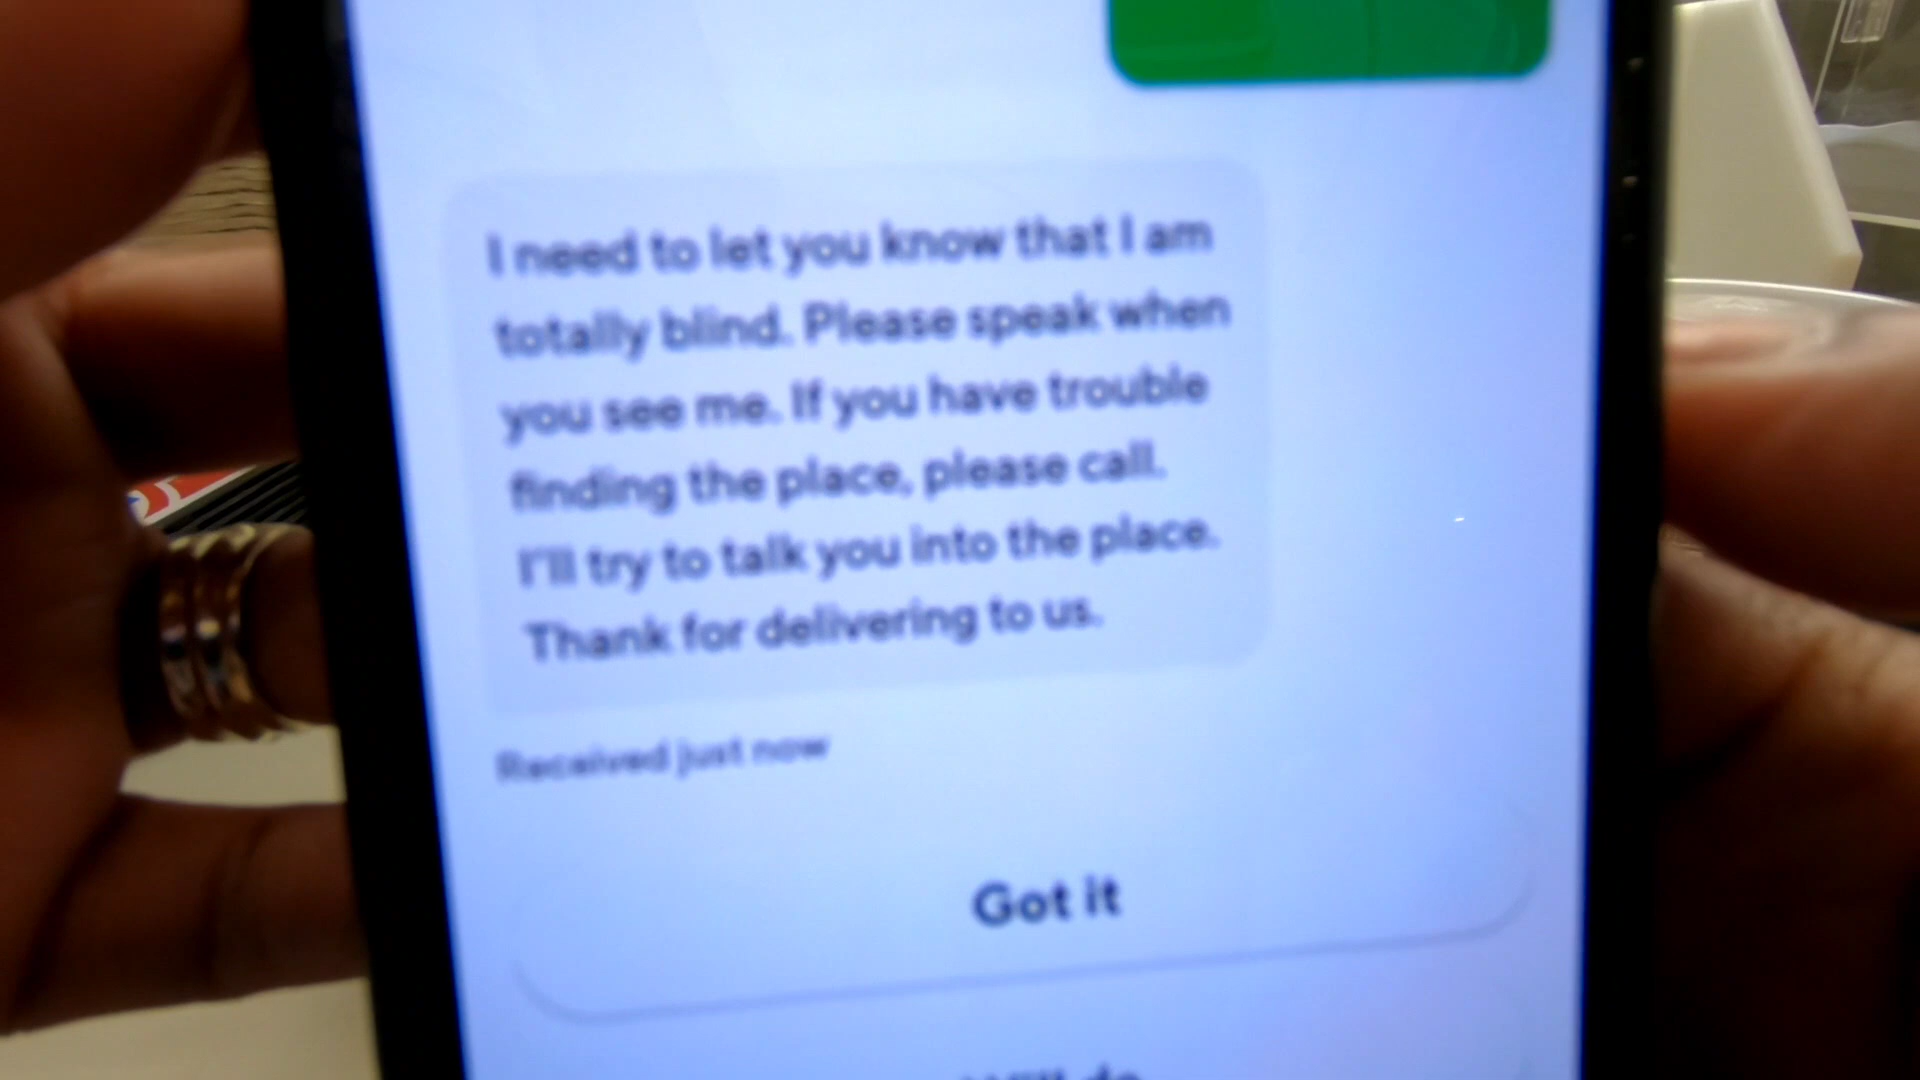 I need to let you know that I am
totally blind. Please speak when
you see me. If you have trouble
finding the place, please call.
I'll try to talk you into the place.
Thank for delivering to us.
Received just now
Got it
Will do